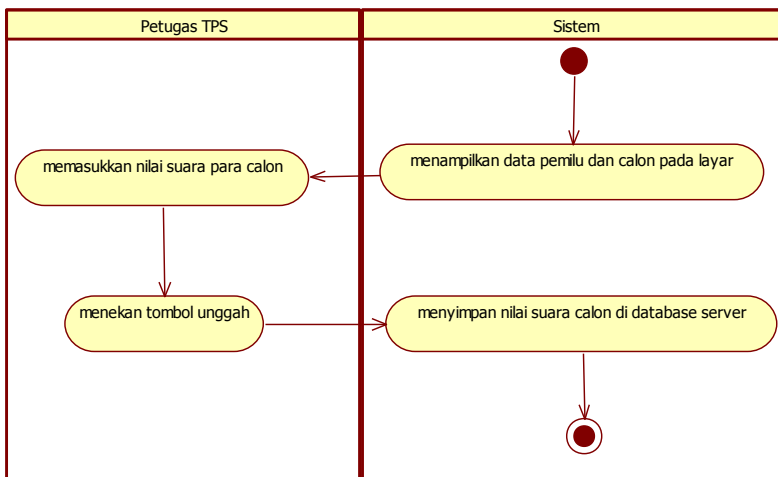 Petugas TPS
Sistem
menampilkan data pemilu dan calon pada layar
memasukkan nilai suara para calon
menekan tombol unggah
menyimpan nilai suara calon di database server